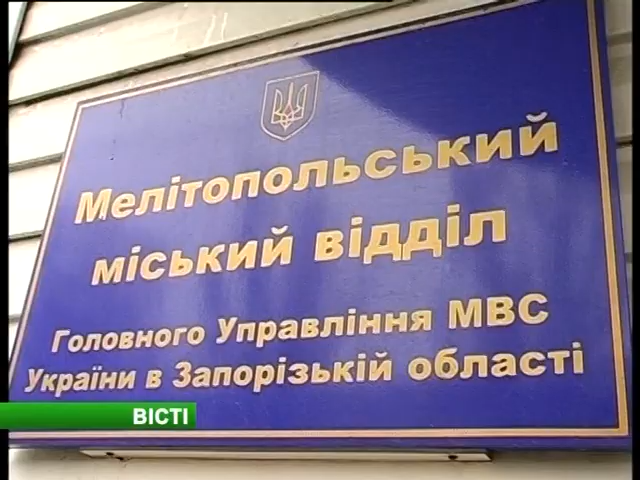 Мелітопольський
міський відділ
Головного Управління МВС
України в Запорізькій області
ВІСТІ